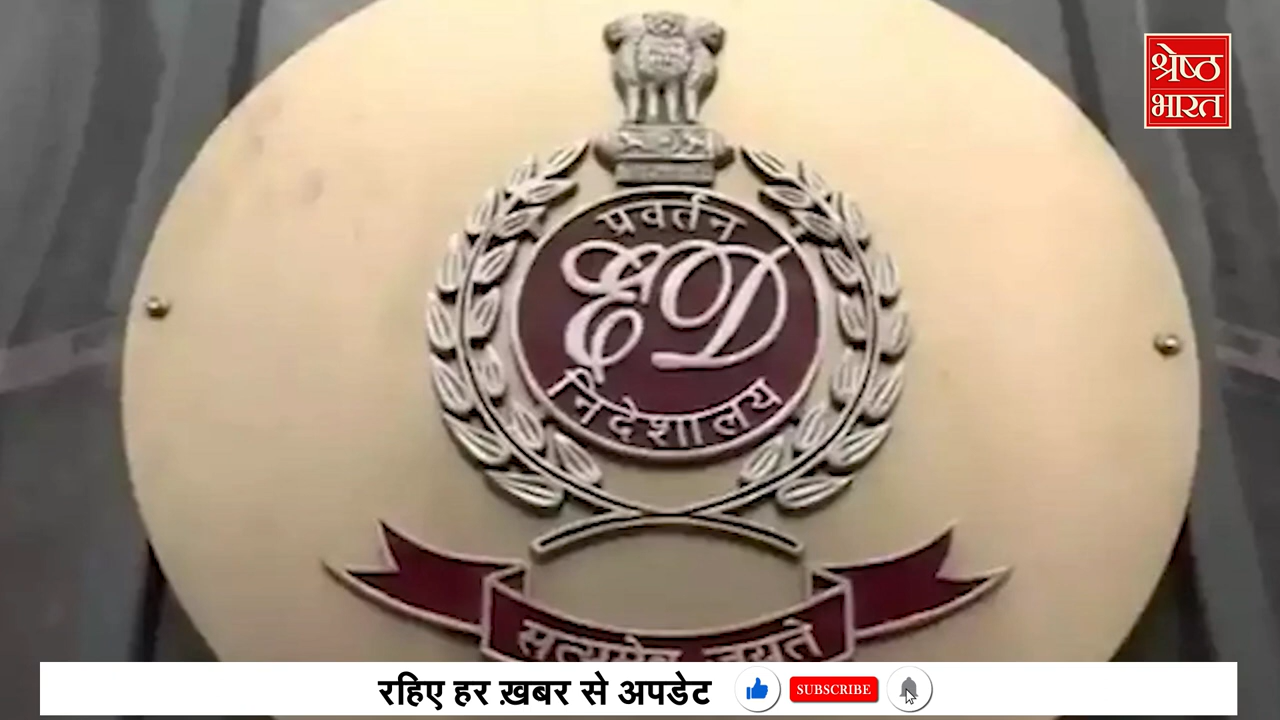 श्रेष्ठ
भारत
प्रवर्तन
ED
निदेशालय
सत्यमेव जयते
रहिए हर ख़बर से अपडेट
SUBSCRIBE